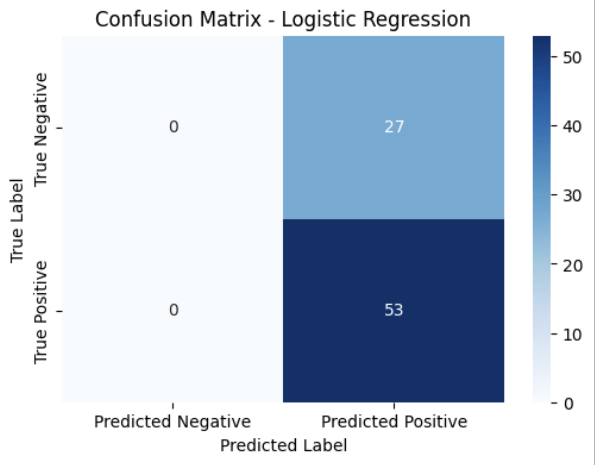 Confusion Matrix - Logistic Regression
True Label
True Negative
True Positive
0
27
0
53
Predicted Negative
Predicted Positive
Predicted Label
50
40
30
20
10
0